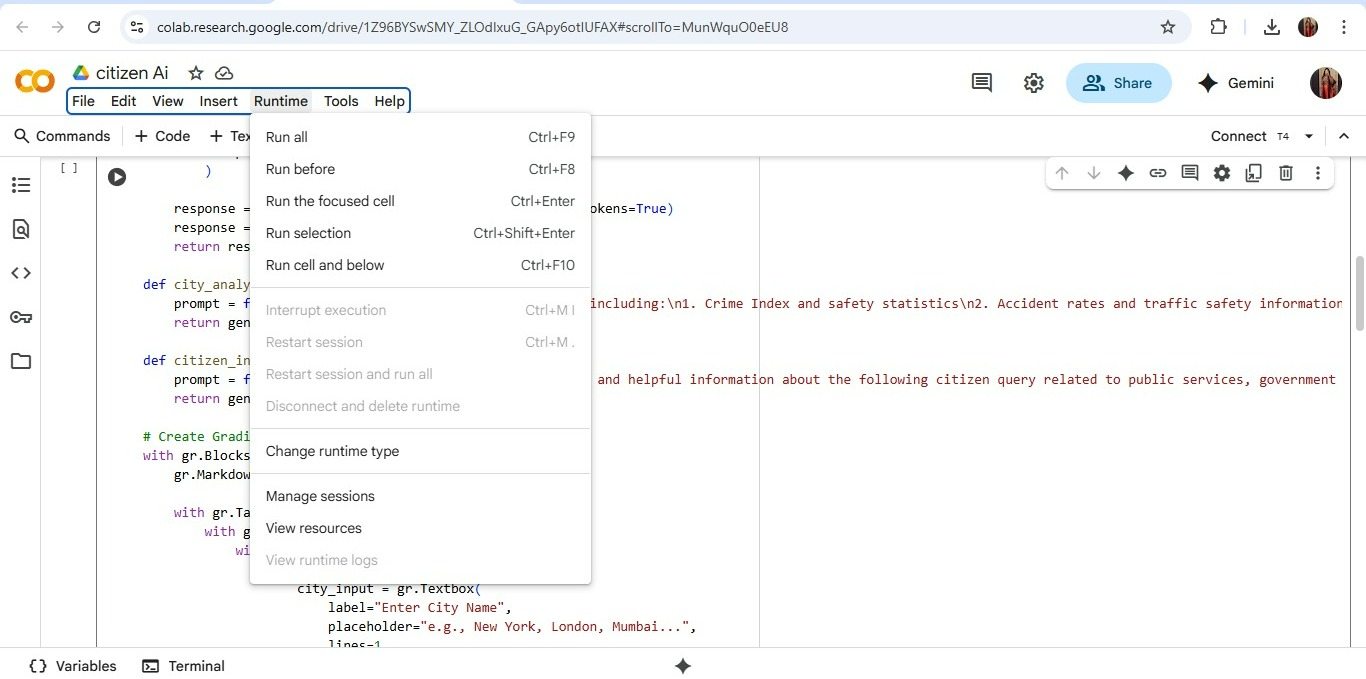 colab.research.google.com/drive/1Z96BYSwSMY_ZLOdIxuG_GApy6otIUFAX#scrollTo=MunWquO0eEU8
citizen Ai
File Edit View Insert Runtime Tools Help
Share
Gemini
Commands
+ Code
+ Tex
Connect T4
Run all Ctrl+F9
Run before Ctrl+F8
Run the focused cell Ctrl+Enter
Run selection Ctrl+Shift+Enter
Run cell and below Ctrl+F10
Interrupt execution Ctrl+M I
Restart session Ctrl+M .
Restart session and run all
Disconnect and delete runtime
Change runtime type
Manage sessions
View resources
View runtime logs
[ ]
)
response = okens=True)
response =
return res
def city_analy
prompt = f including:\n1. Crime Index and safety statistics\n2. Accident rates and traffic safety information
return gen
def citizen_in
prompt = f and helpful information about the following citizen query related to public services, government
return gen
# Create Gradi
with gr.Blocks
gr.Markdow
with gr.Ta
with g
wi
city_input = gr.Textbox(
label="Enter City Name",
placeholder="e.g., New York, London, Mumbai...",
lines=1
Variables
Terminal